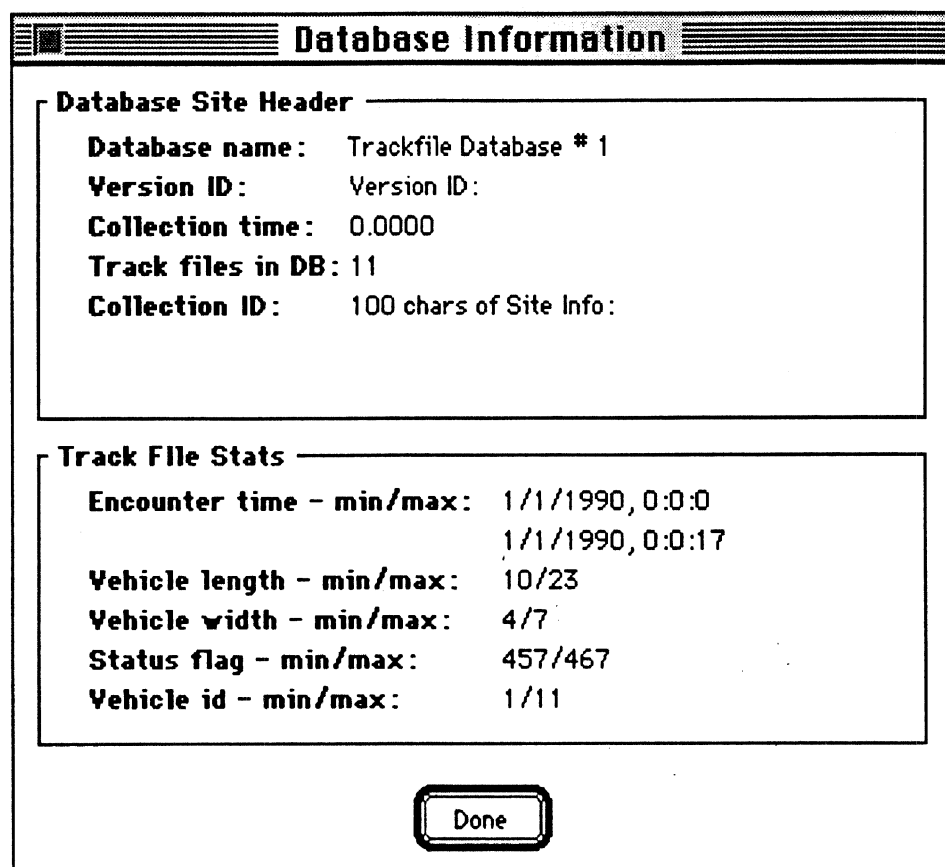 Database Information
Database Site Header
Database name: Trackfile Database # 1
Version ID: Version ID:
Collection time: 0.0000
Track files in DB: 11
Collection ID: 100 chars of Site Info:
Track File Stats
Encounter time - min/max: 1/1/1990, 0:0:0
1/1/1990, 0:0:17
Vehicle length - min/max: 10/23
Vehicle width - min/max: 4/7
Status flag - min/max: 457/467
Vehicle id - min/max: 1/11
Done